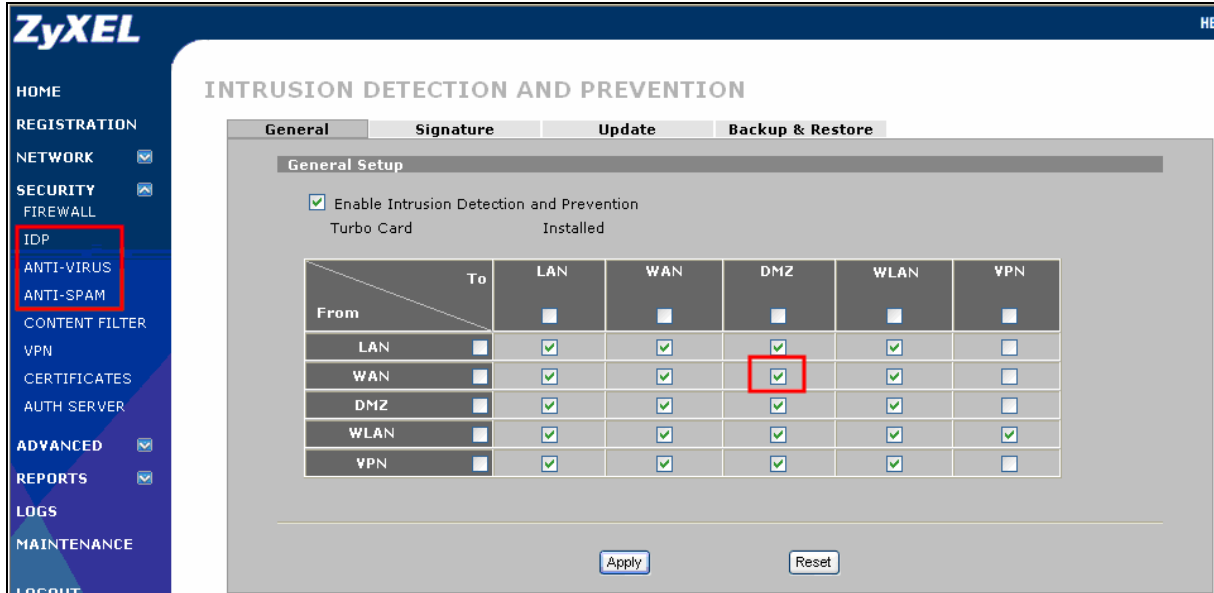 ZyXEL
HE
HOME
REGISTRATION
NETWORK
SECURITY
FIREWALL
IDP
ANTI-VIRUS
ANTI-SPAM
CONTENT FILTER
VPN
CERTIFICATES
AUTH SERVER
ADVANCED
REPORTS
LOGS
MAINTENANCE
LOGOUT
INTRUSION DETECTION AND PREVENTION
General Signature Update Backup & Restore
General Setup
Enable Intrusion Detection and Prevention
Turbo Card Installed
To LAN WAN DMZ WLAN VPN
From
LAN
WAN
DMZ
WLAN
VPN
Apply Reset